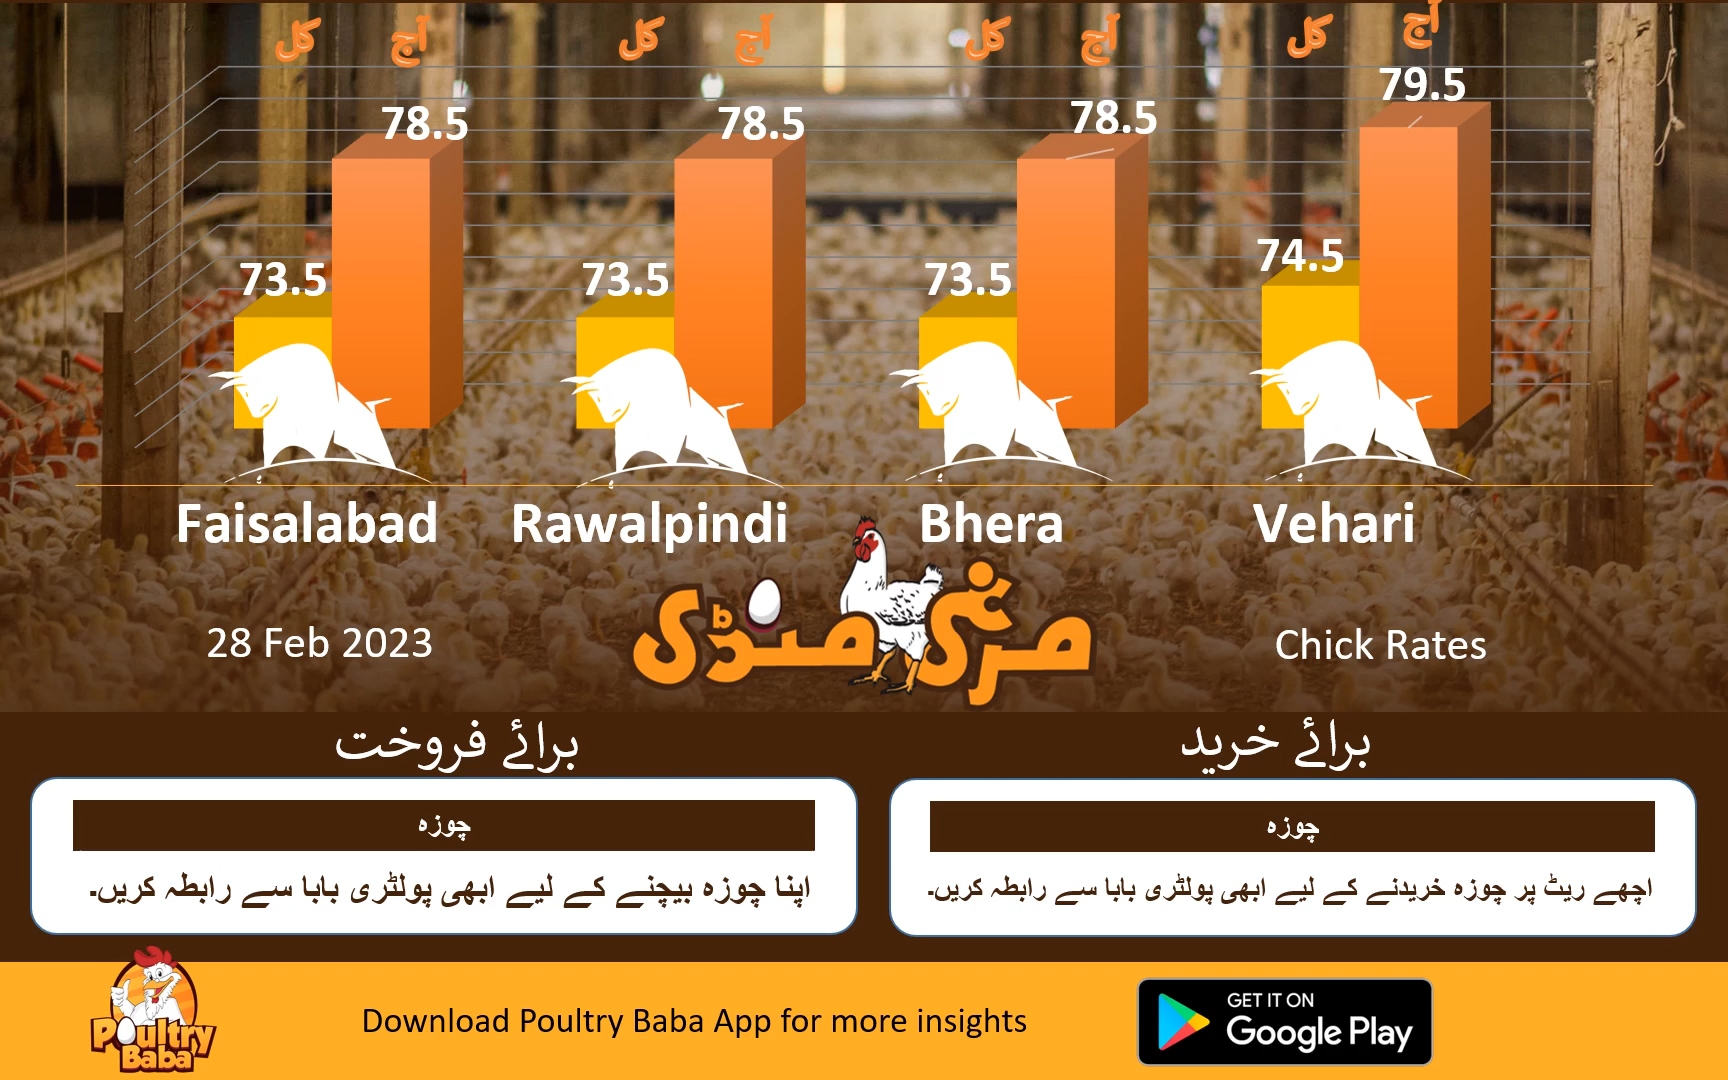 کل آج کل آج کل آج کل آج
73.5 78.5 73.5 78.5 73.5 78.5 74.5 79.5
Faisalabad Rawalpindi Bhera Vehari
28 Feb 2023
مرغی منڈی
Chick Rates
برائے فروخت
چوزہ
اپنا چوزہ بیچنے کے لیے ابھی پولٹری بابا سے رابطہ کریں۔
برائے خرید
چوزہ
اچھے ریٹ پر چوزہ خریدنے کے لیے ابھی پولٹری بابا سے رابطہ کریں۔
Poultry
Baba
Download Poultry Baba App for more insights
GET IT ON
Google Play